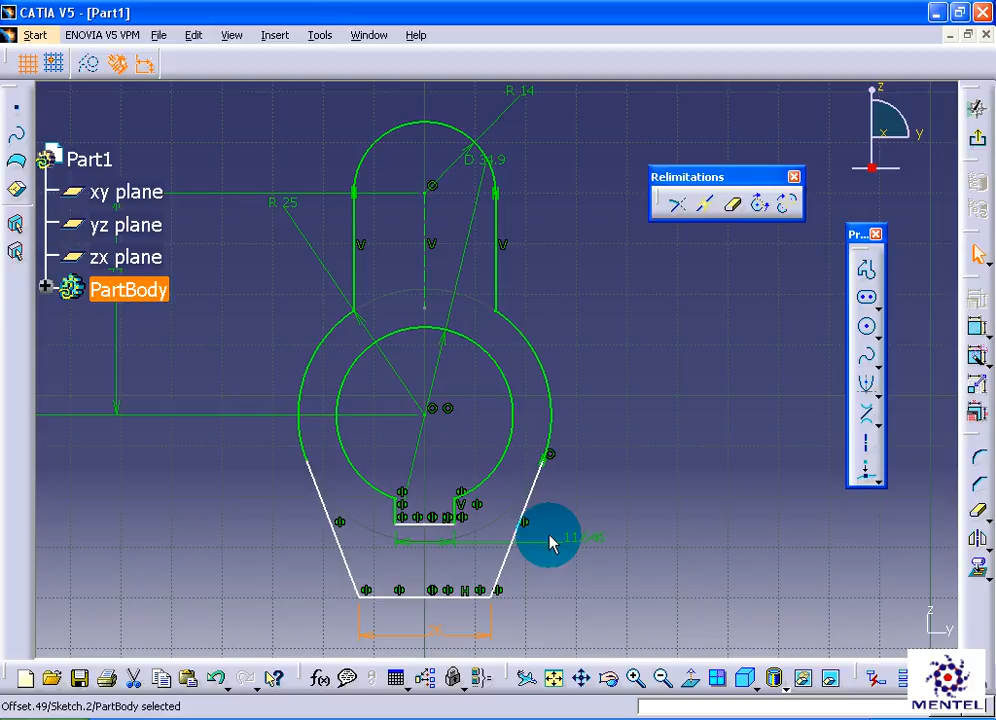 CATIA V5 - [Part1]
Start ENOVIA V5 VPM File Edit View Insert Tools Window Help
R 14
z
D 34.9
x y
Part1
Relimitations
xy plane
R 25
yz plane
V V V
Pr...
zx plane
PartBody
V
H
z
y
f(x)
MENTEL
Offset.49/Sketch.2/PartBody selected